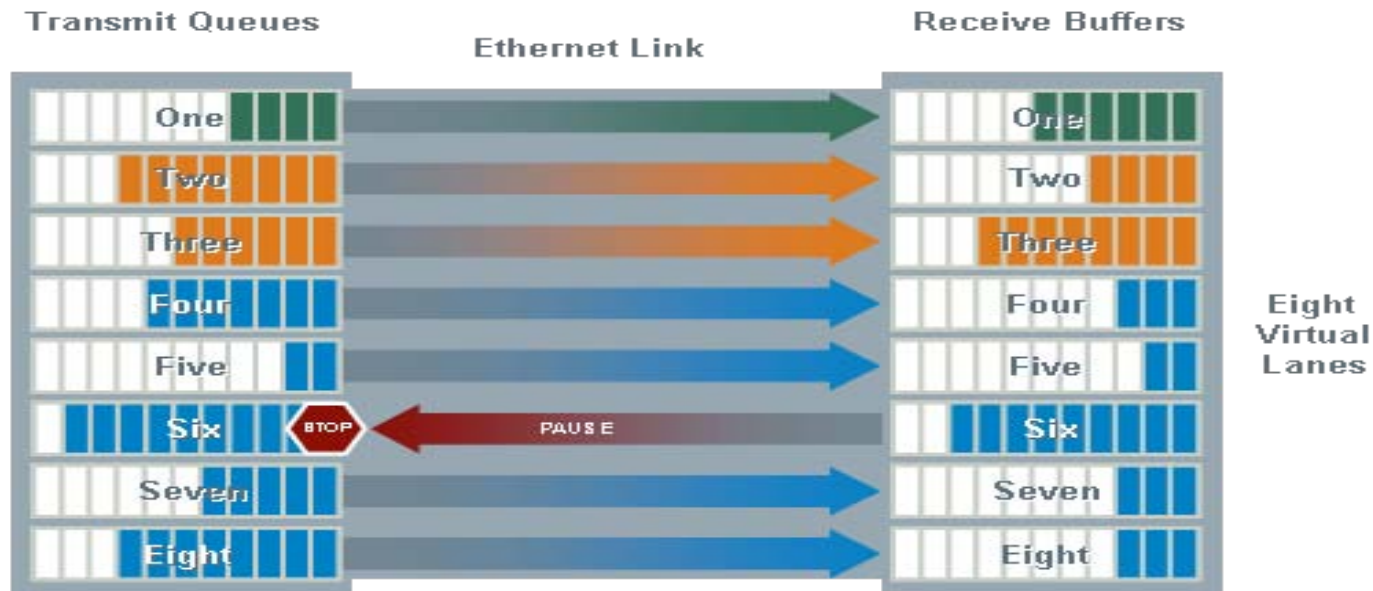 Transmit Queues
Receive Buffers
Ethernet Link
One
One
Two
Two
Three
Three
Four
Four
Five
Five
Six
STOP
PAUSE
Six
Seven
Seven
Eight
Eight
Eight
Virtual
Lanes